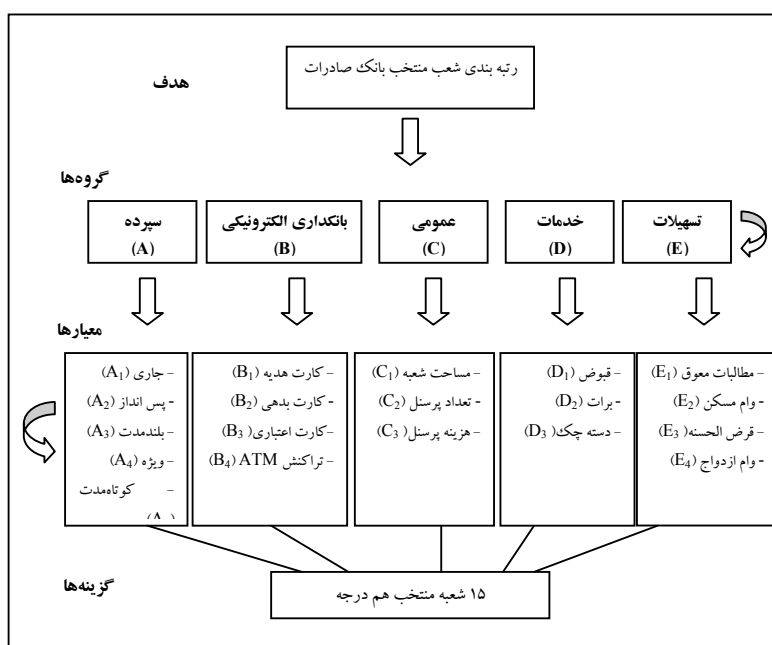 رتبه بندی شعب منتخب بانک صادرات
هدف
گروه‌ها
تسهیلات
(E)
خدمات
(D)
عمومی
(C)
بانکداری الکترونیکی
(B)
سپرده
(A)
معیارها
- مطالبات معوق (E1)
- وام مسکن (E2)
- قرض الحسنه (E3)
- وام ازدواج (E4)
- قبوض (D1)
- برات (D2)
- دسته چک (D3)
- مساحت شعبه (C1)
- تعداد پرسنل (C2)
- هزینه پرسنل (C3)
- کارت هدیه (B1)
- کارت بدهی (B2)
- کارت اعتباری (B3)
- تراکنش ATM (B4)
- جاری (A1)
- پس انداز (A2)
- بلندمدت (A3)
- ویژه (A4)
- کوتاه‌مدت
گزینه‌ها
۱۵ شعبه منتخب هم درجه